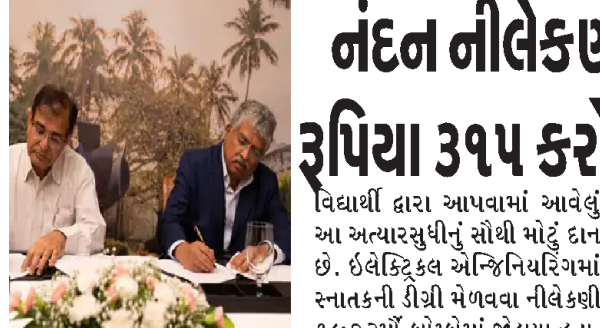 નંદન નીલેકણ
રૂપિયા ૩૧૫ કરો
વિદ્યાર્થી દ્વારા આપવામાં આવેલું
આ અત્યારસુધીનું સૌથી મોટું દાન
છે. ઇલેક્ટ્રિકલ એન્જિનિયરિંગમાં
સ્નાતકની ડીગ્રી મેળવવા નીલેકણી